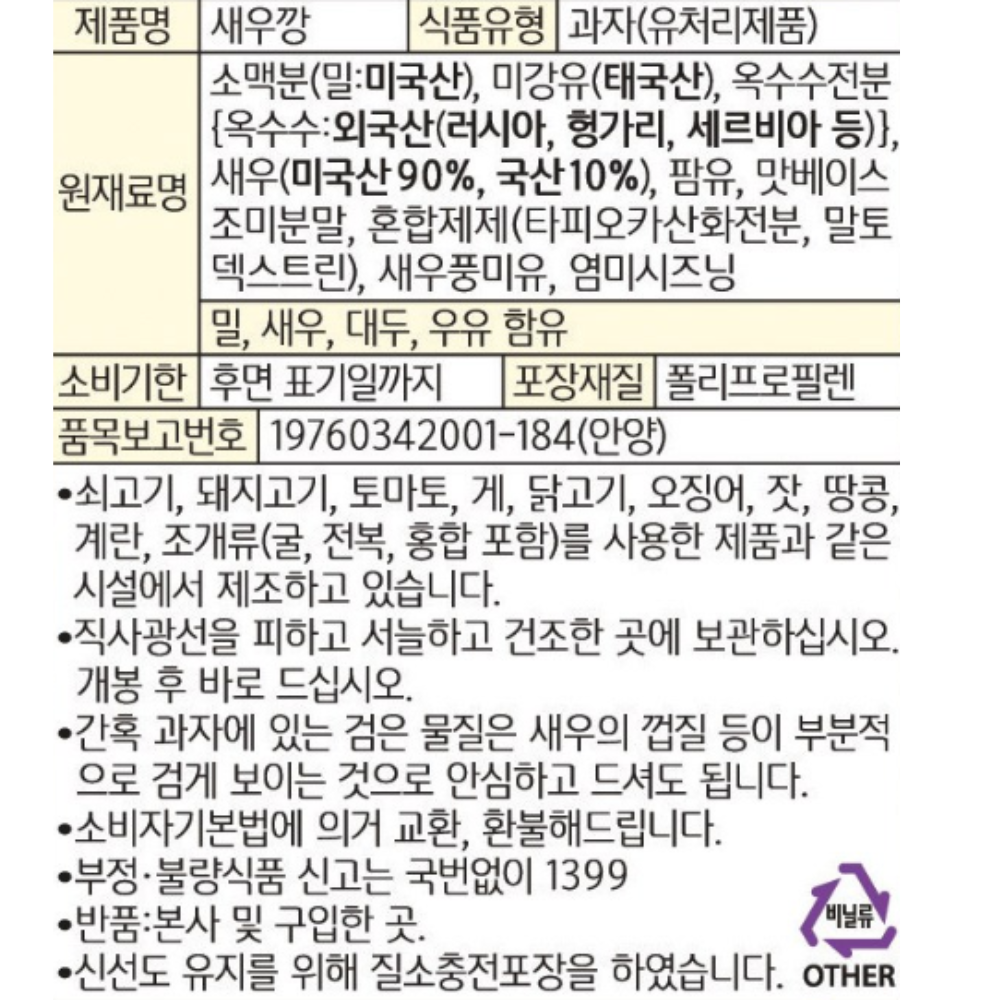 제품명 새우깡 식품유형 과자(유처리제품)
원재료명
소맥분(밀:미국산), 미강유(태국산), 옥수수전분
{옥수수:외국산(러시아, 헝가리, 세르비아 등)},
새우(미국산 90%, 국산10%), 팜유, 맛베이스
조미분말, 혼합제제(타피오카산화전분, 말토
덱스트린), 새우풍미유, 염미시즈닝
밀, 새우, 대두, 우유 함유
소비기한 후면 표기일까지 포장재질 폴리프로필렌
품목보고번호 19760342001-184(안양)
•쇠고기, 돼지고기, 토마토, 게, 닭고기, 오징어, 잣, 땅콩,
계란, 조개류(굴, 전복, 홍합 포함)를 사용한 제품과 같은
시설에서 제조하고 있습니다.
•직사광선을 피하고 서늘하고 건조한 곳에 보관하십시오.
개봉 후 바로 드십시오.
•간혹 과자에 있는 검은 물질은 새우의 껍질 등이 부분적
으로 검게 보이는 것으로 안심하고 드셔도 됩니다.
•소비자기본법에 의거 교환, 환불해드립니다.
•부정·불량식품 신고는 국번없이 1399
•반품:본사 및 구입한 곳.
•신선도 유지를 위해 질소충전포장을 하였습니다.
비닐류
OTHER